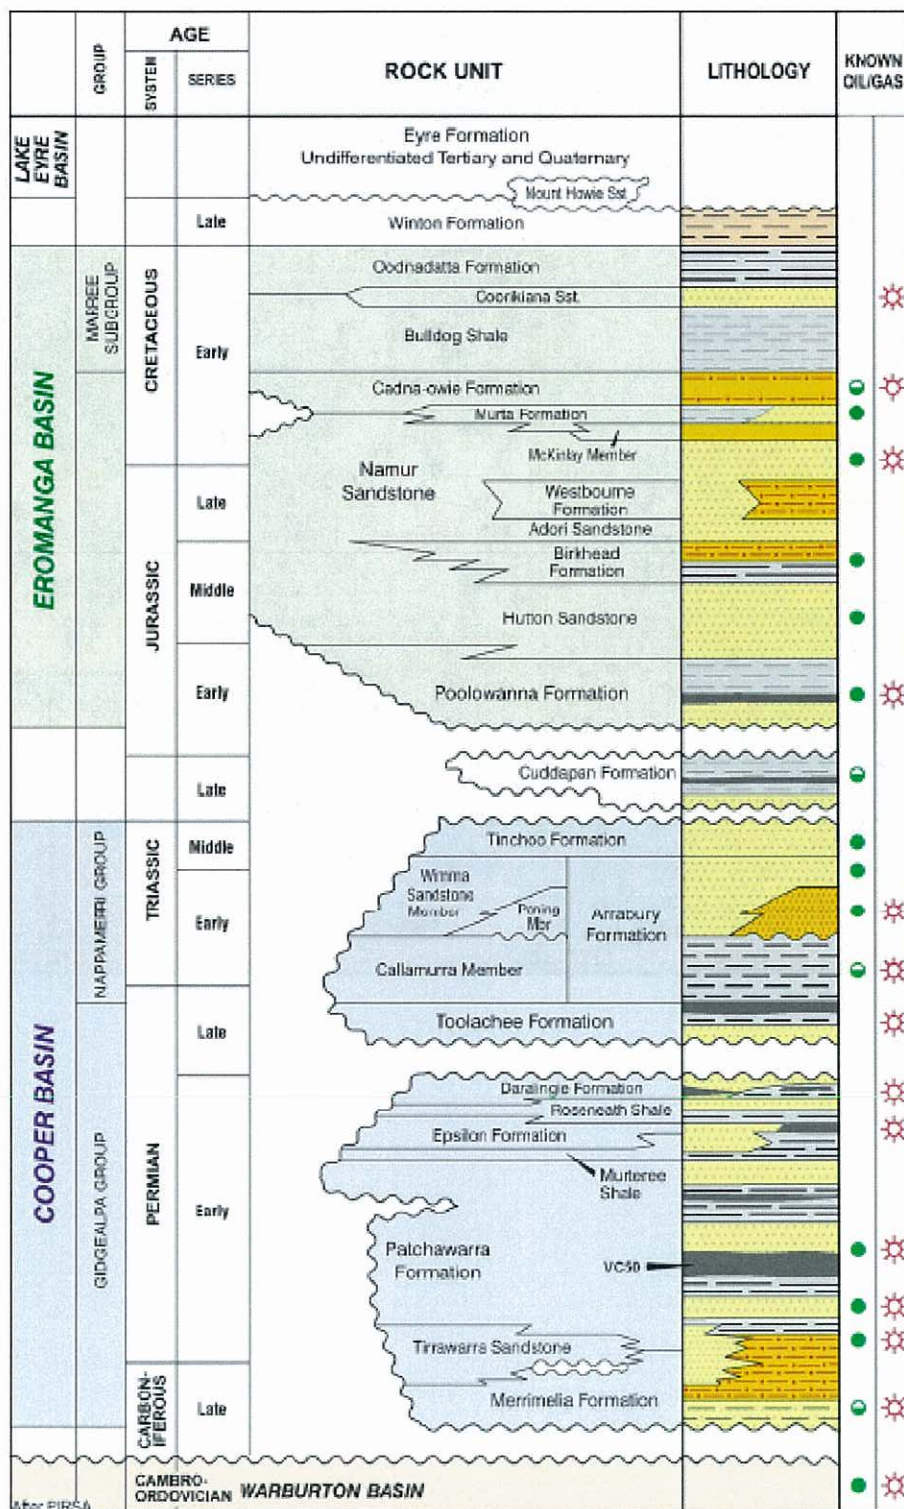 AGE
GROUP
SYSTEM
SERIES
ROCK UNIT
LITHOLOGY
KNOWN
OIL/GAS
LAKE
EYRE
BASIN
Eyre Formation
Undifferentiated Tertiary and Quaternary
Mount Howie Sst.
Late
Winton Formation
EROMANGA BASIN
MARREE
SUBGROUP
CRETACEOUS
Early
Oodnadatta Formation
Coorikiana Sst.
Bulldog Shale
Cadna-owie Formation
Murta Formation
McKinlay Member
Namur
Sandstone
JURASSIC
Late
Westbourne
Formation
Adori Sandstone
Birkhead
Formation
Middle
Hutton Sandstone
Early
Poolowanna Formation
Cuddapan Formation
Late
COOPER BASIN
NAPPAMERRI GROUP
TRIASSIC
Middle
Tinchoo Formation
Early
Wimma
Sandstone
Member
Paning
Mbr
Arrabury
Formation
Callamurra Member
GIDGEALPA GROUP
PERMIAN
Late
Toolachee Formation
Early
Daralingie Formation
Roseneath Shale
Epsilon Formation
Murteree
Shale
Patchawarra
Formation
VC50
Tirrawarra Sandstone
CARBON-
IFEROUS
Late
Merrimelia Formation
CAMBRO-
ORDOVICIAN
WARBURTON BASIN
After PIRSA